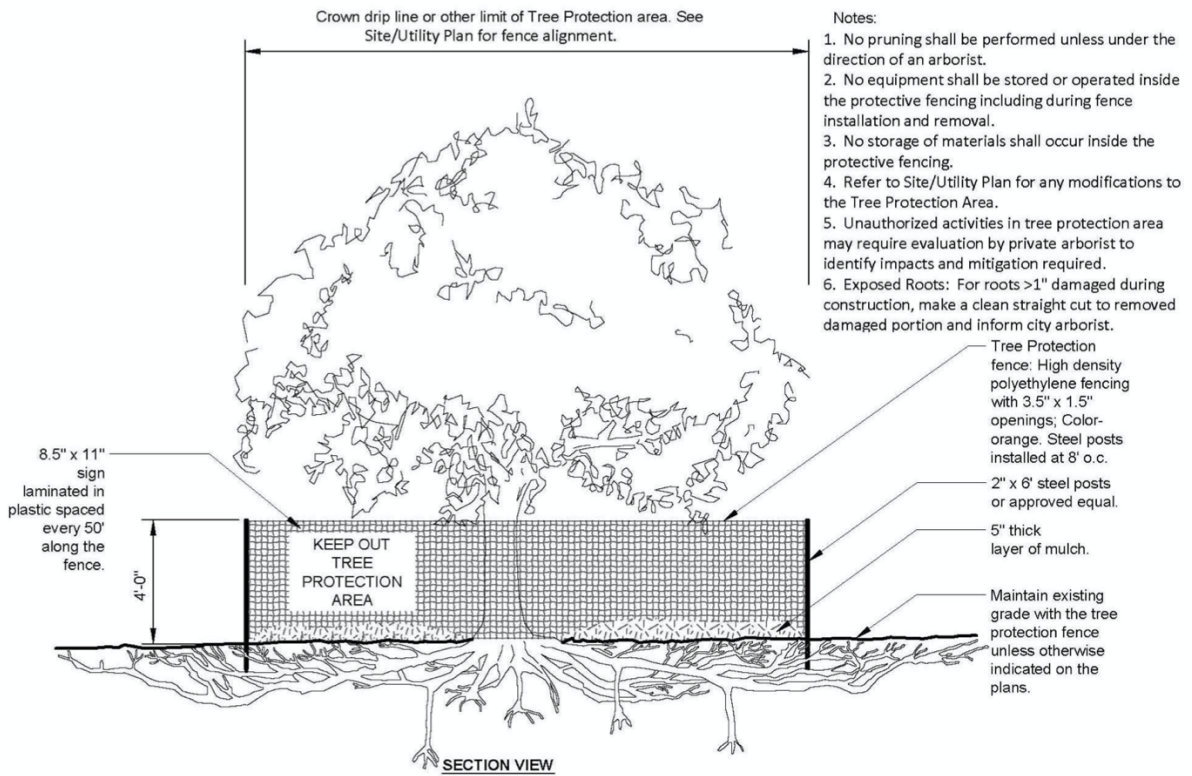 Crown drip line or other limit of Tree Protection area. See
Site/Utility Plan for fence alignment.
Notes:
1. No pruning shall be performed unless under the
direction of an arborist.
2. No equipment shall be stored or operated inside
the protective fencing including during fence
installation and removal.
3. No storage of materials shall occur inside the
protective fencing.
4. Refer to Site/Utility Plan for any modifications to
the Tree Protection Area.
5. Unauthorized activities in tree protection area
may require evaluation by private arborist to
identify impacts and mitigation required.
6. Exposed Roots: For roots >1" damaged during
construction, make a clean straight cut to removed
damaged portion and inform city arborist.
Tree Protection
fence: High density
polyethylene fencing
with 3.5" x 1.5"
openings; Color-
orange. Steel posts
installed at 8' o.c.
2" x 6' steel posts
or approved equal.
5" thick
layer of mulch.
Maintain existing
grade with the tree
protection fence
unless otherwise
indicated on the
plans.
8.5" x 11"
sign
laminated in
plastic spaced
every 50'
along the
fence.
4'-0"
KEEP OUT
TREE
PROTECTION
AREA
SECTION VIEW